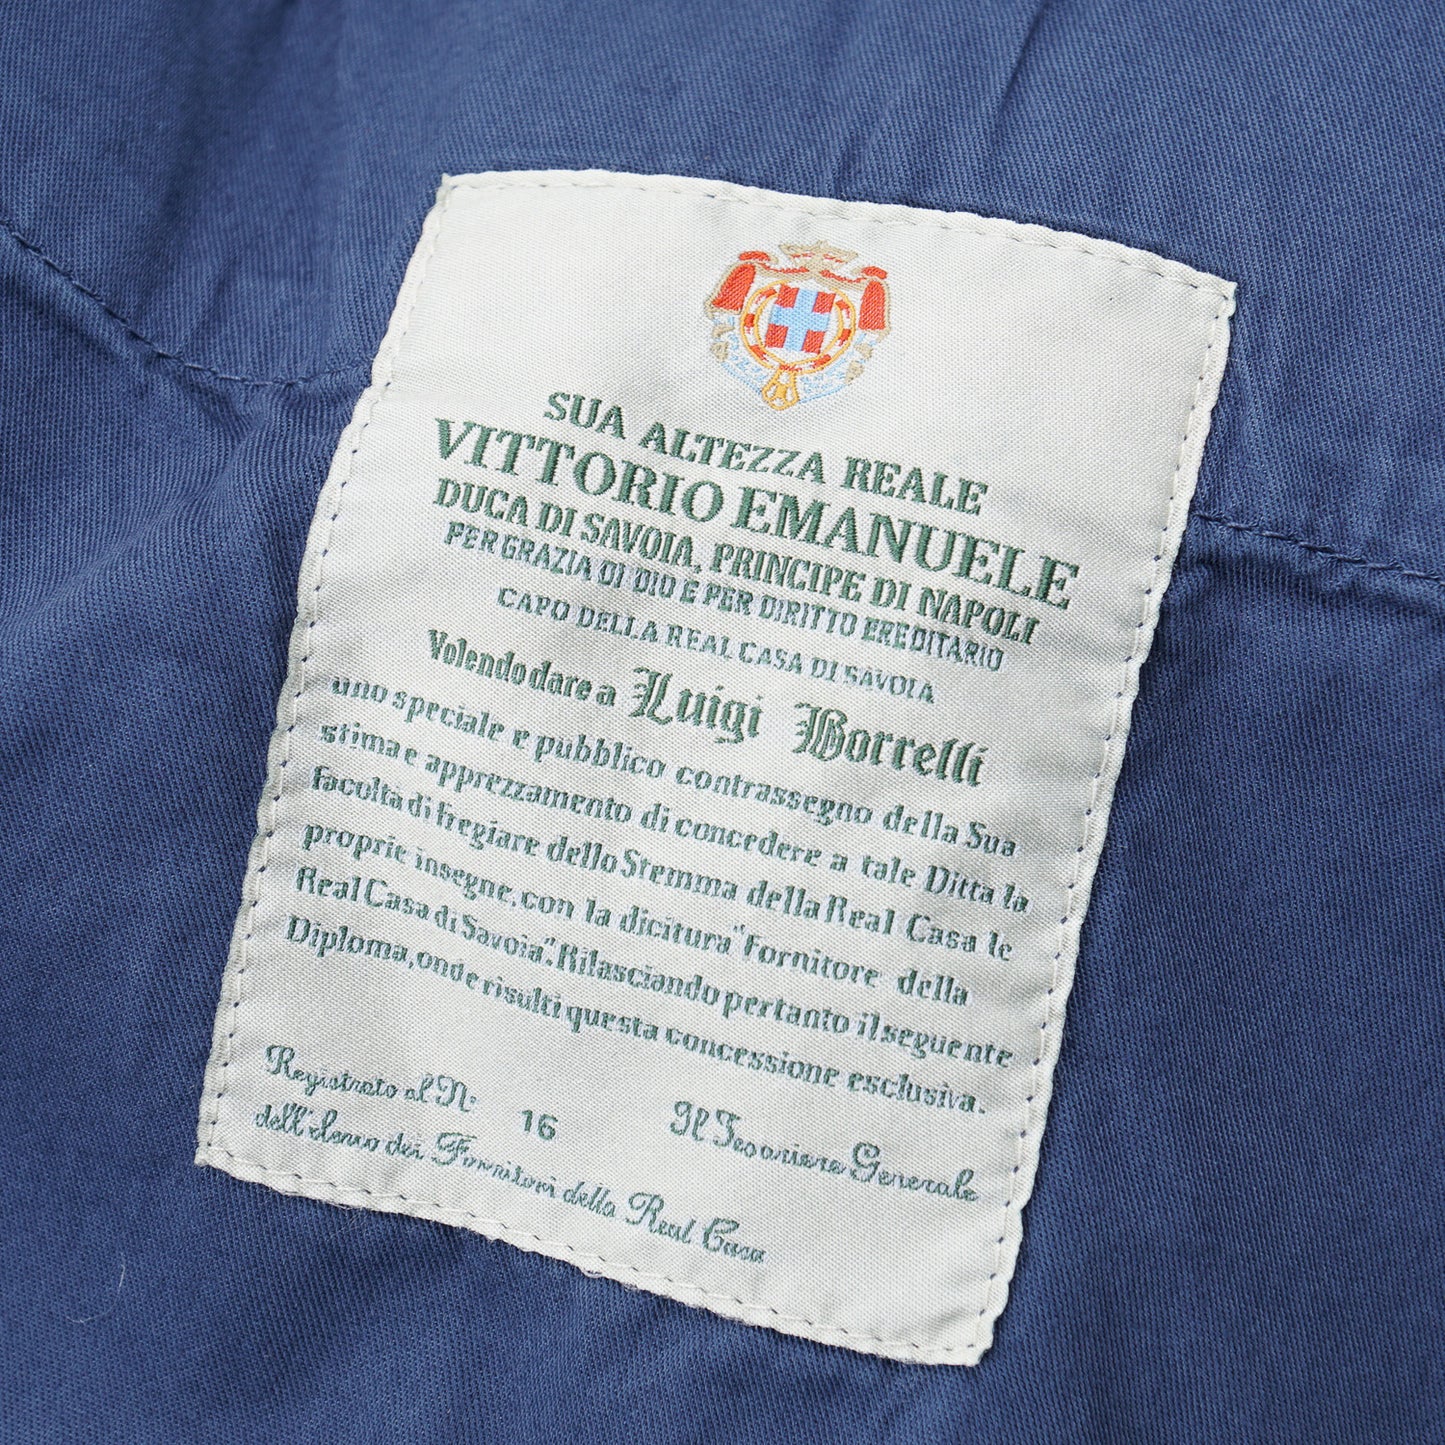 SUA ALTEZZA REALE
VITTORIO EMANUELE
DUCA DI SAVOIA, PRINCIPE DI NAPOLI
PER GRAZIA DI DIO E PER DIRITTO EREDITARIO
CAPO DELLA REAL CASA DI SAVOIA
Volendo dare a Luigi Borrelli
uno speciale e pubblico contrassegno della Sua
stima e apprezzamento di concedere a tale Ditta la
facoltà di fregiare dello Stemma della Real Casa le
proprie insegne, con la dicitura "Fornitore della
Real Casa di Savoia". Rilasciando pertanto il seguente
Diploma, onde risulti questa concessione esclusiva.
Registrato al N. 16
dell'elenco dei Fornitori della Real Casa
Il Tesoriere Generale